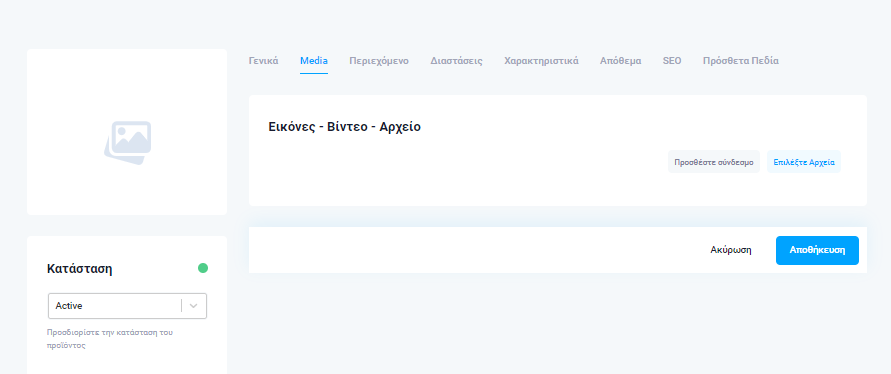 Γενικά Media Περιεχόμενο Διαστάσεις Χαρακτηριστικά Απόθεμα SEO Πρόσθετα Πεδία
Εικόνες - Βίντεο - Αρχείο
Προσθέστε σύνδεσμο Επιλέξτε Αρχεία
Ακύρωση Αποθήκευση
Κατάσταση
Active
Προσδιορίστε την κατάσταση του
προϊόντος